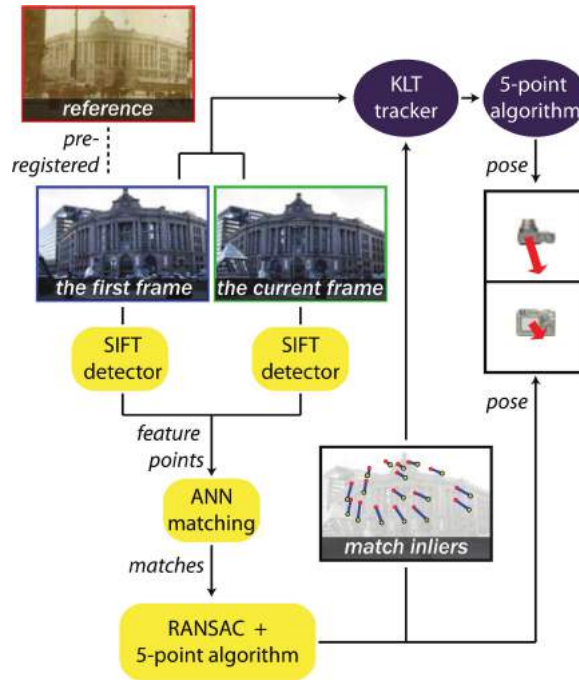 reference
pre-
registered
KLT
tracker
5-point
algorithm
pose
the first frame
the current frame
SIFT
detector
SIFT
detector
pose
feature
points
match inliers
ANN
matching
matches
RANSAC +
5-point algorithm